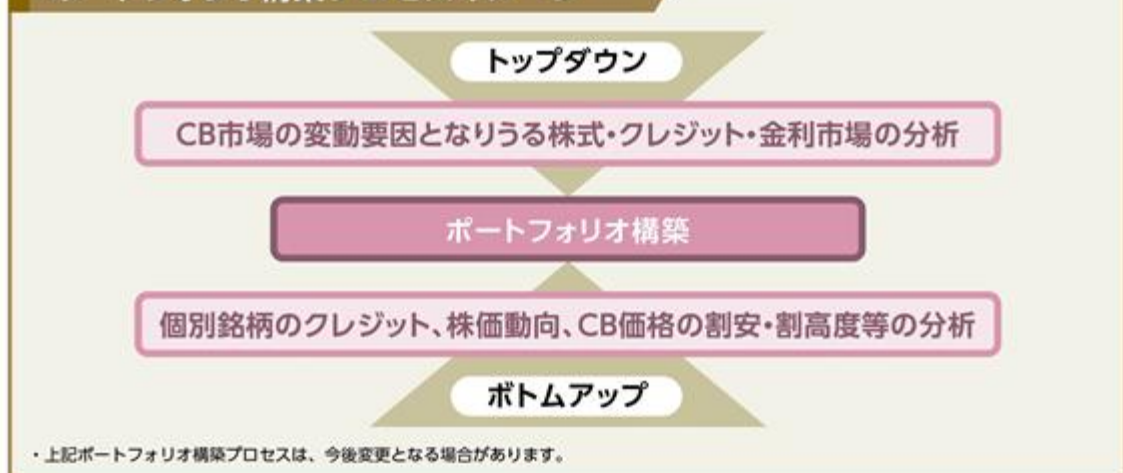 トップダウン
CB市場の変動要因となりうる株式・クレジット・金利市場の分析
ポートフォリオ構築
個別銘柄のクレジット、株価動向、CB価格の割安・割高度等の分析
ボトムアップ
・上記ポートフォリオ構築プロセスは、今後変更となる場合があります。